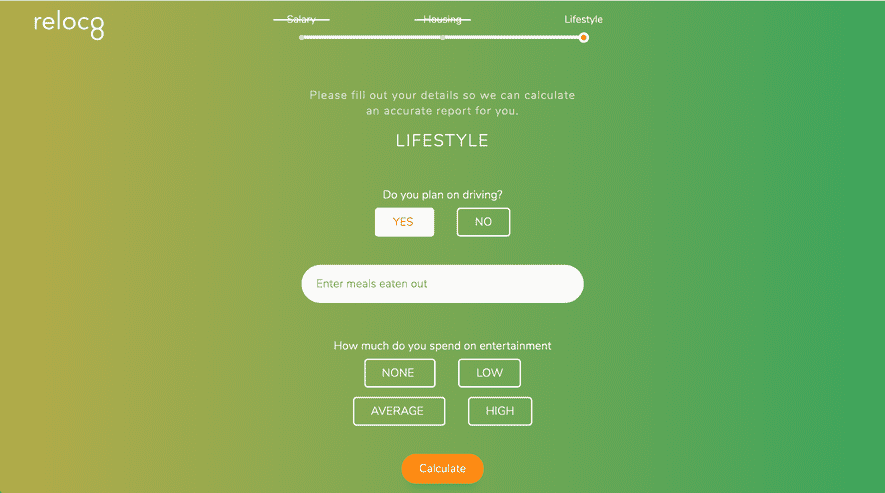 reloc8
Salary Housing Lifestyle
Please fill out your details so we can calculate
an accurate report for you.
LIFESTYLE
Do you plan on driving?
YES NO
Enter meals eaten out
How much do you spend on entertainment
NONE LOW
AVERAGE HIGH
Calculate